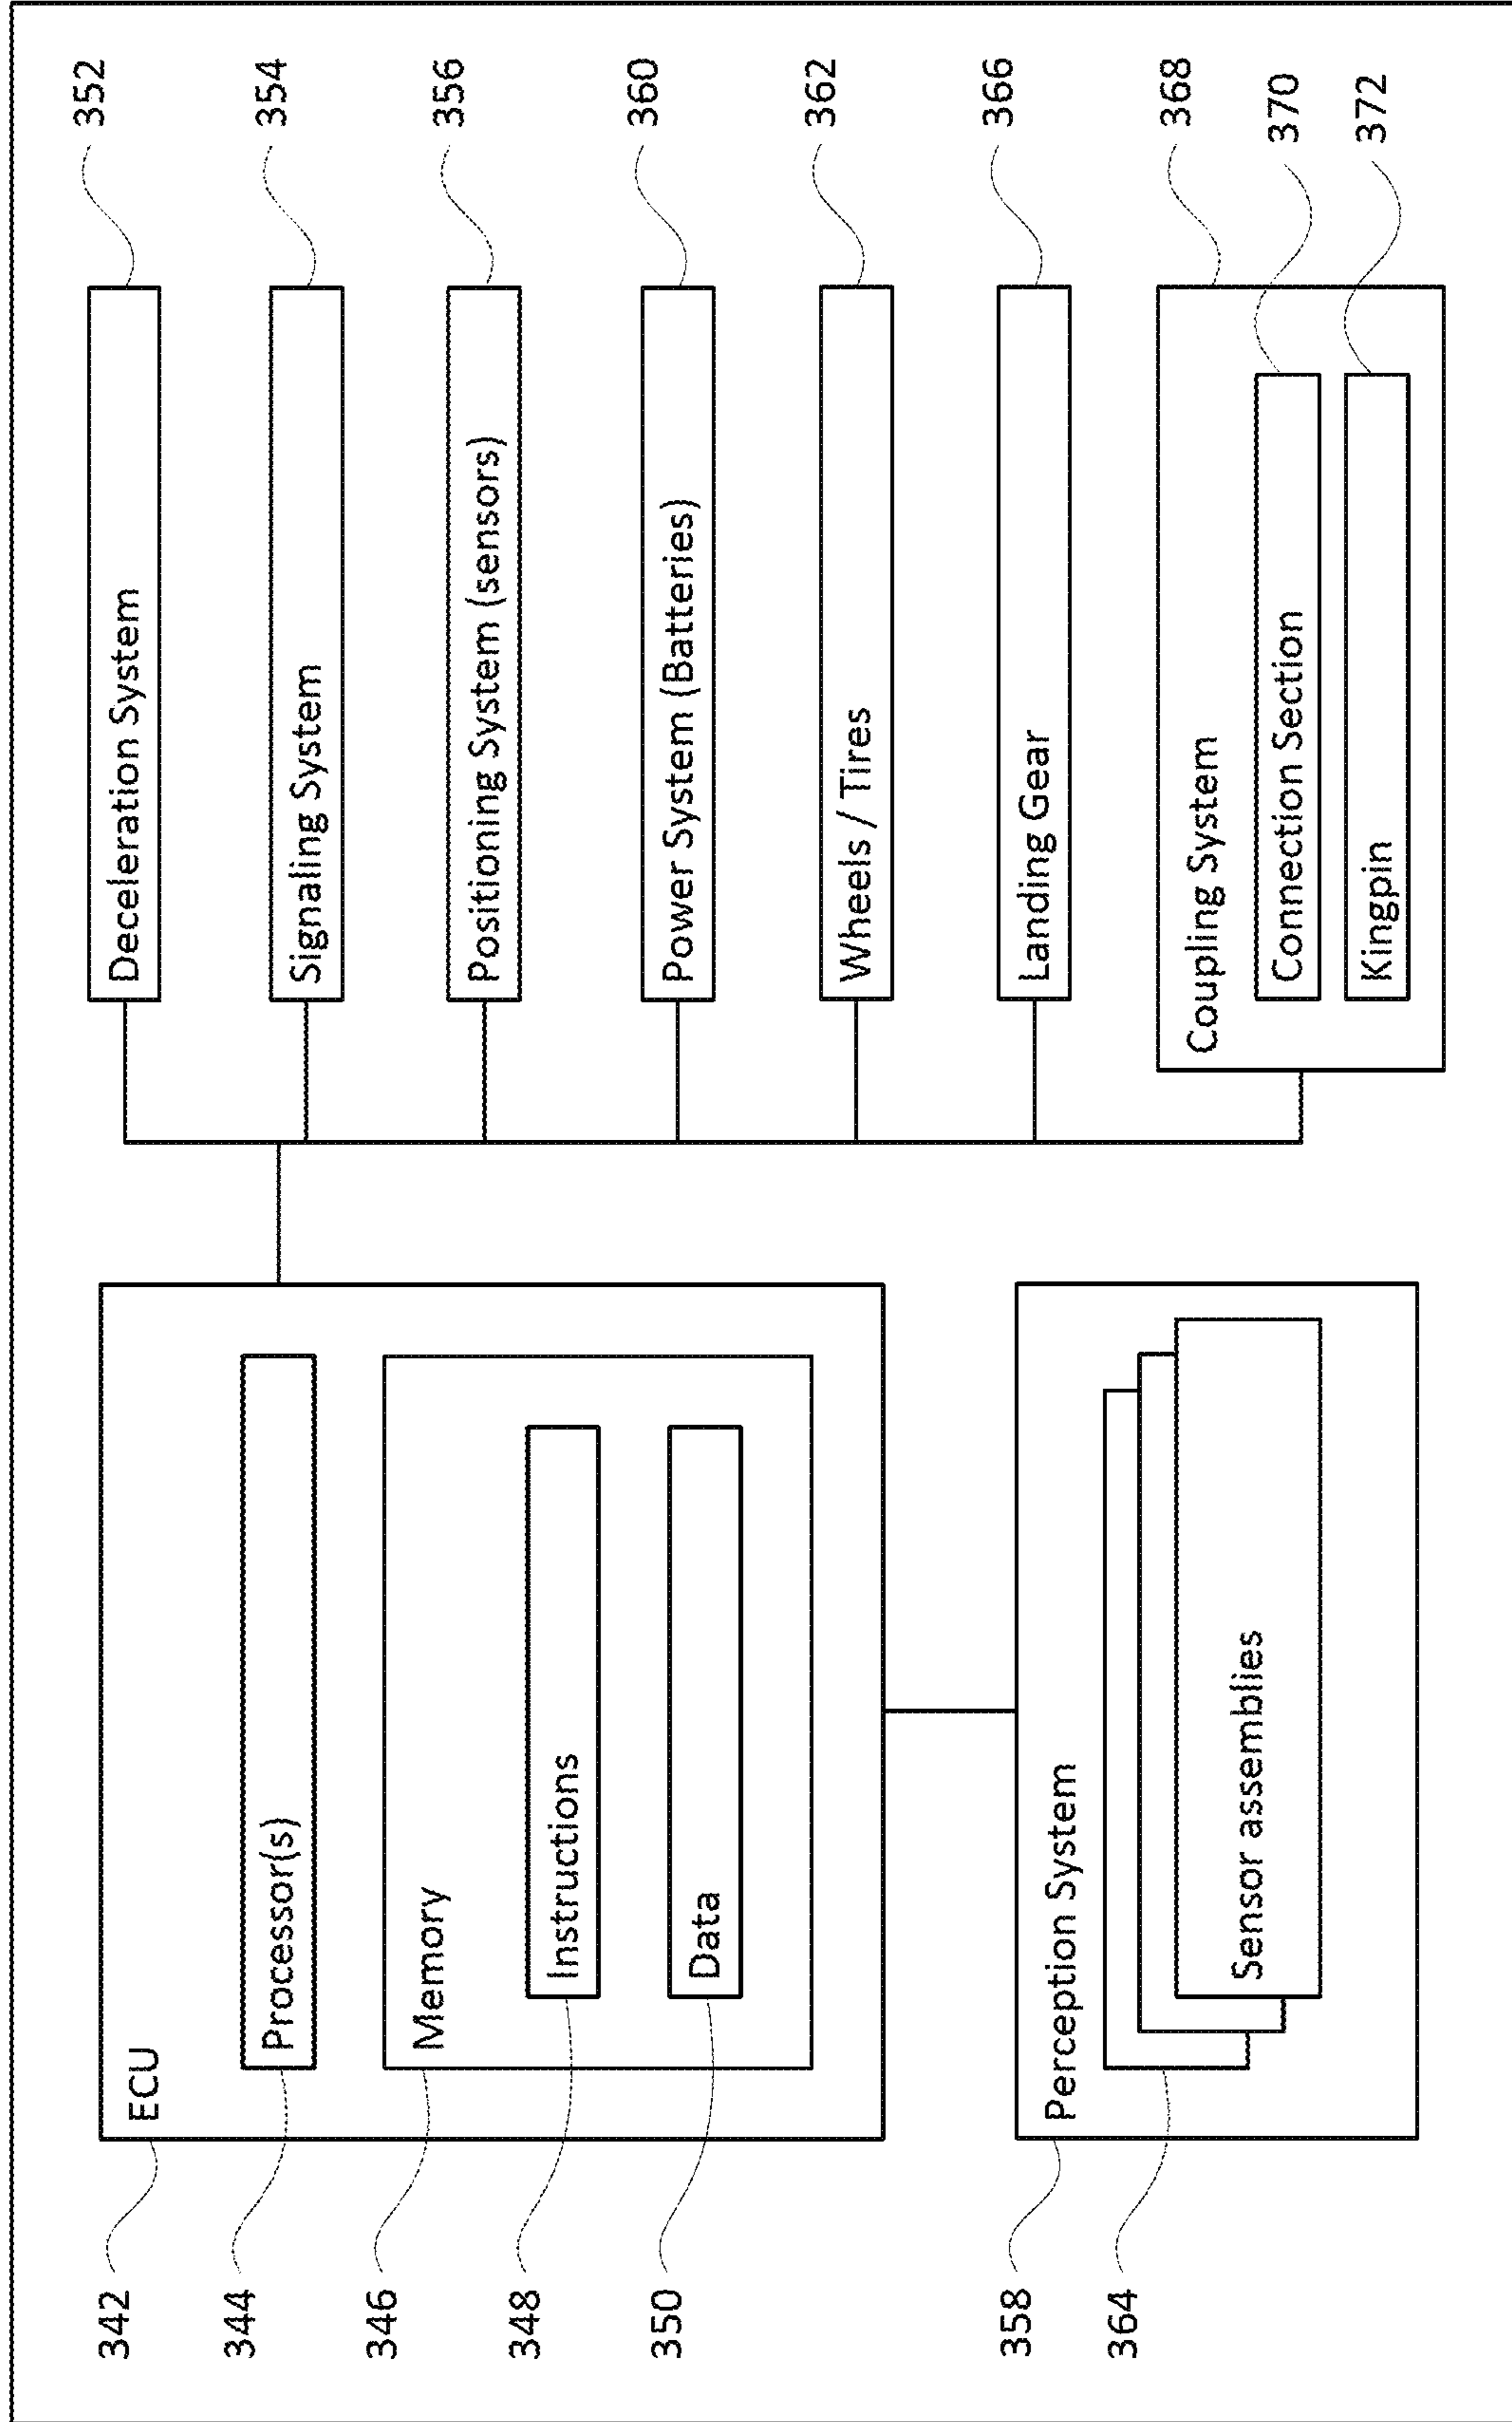 342
ECU
344
Processor(s)
346
Memory
348
Instructions
350
Data
358
Perception System
364
Sensor assemblies
Deceleration System
352
Signaling System
354
Positioning System (sensors)
356
Power System (Batteries)
360
Wheels / Tires
362
Landing Gear
366
Coupling System
368
Connection Section
370
Kingpin
372